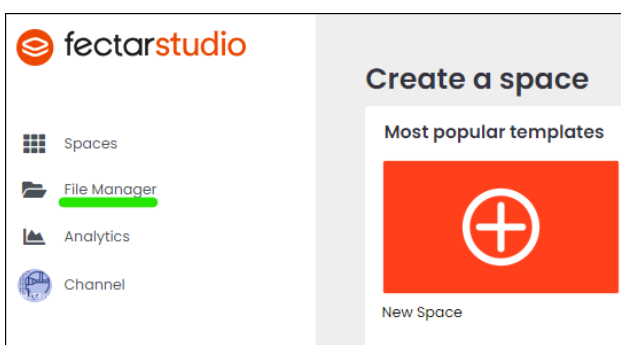 fectarstudio
Spaces
File Manager
Analytics
Channel
Create a space
Most popular templates
New Space